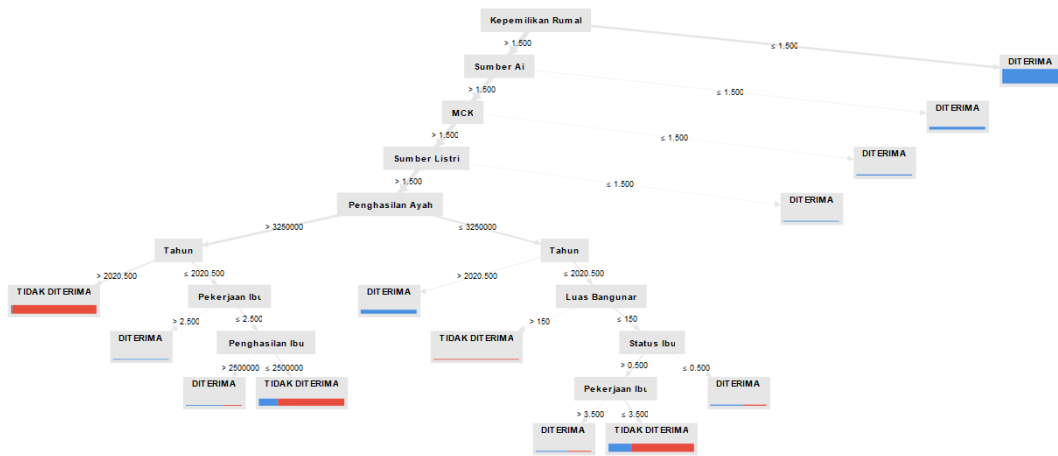 Kepemilikan Rumal
> 1.500
≤ 1.500
Sumber Ai
DITERIMA
> 1.500
≤ 1.500
MCK
DITERIMA
> 1.500
≤ 1.500
Sumber Listri
DITERIMA
> 1.500
≤ 1.500
Penghasilan Ayah
DITERIMA
> 3250000
≤ 3250000
Tahun
Tahun
> 2020.500
≤ 2020.500
> 2020.500
≤ 2020.500
TIDAK DITERIMA
Pekerjaan Ibu
DITERIMA
Luas Bangunar
> 2.500
≤ 2.500
> 150
≤ 150
DITERIMA
Penghasilan Ibu
TIDAK DITERIMA
Status Ibu
> 2500000
≤ 2500000
> 0.500
≤ 0.500
DITERIMA
TIDAK DITERIMA
Pekerjaan Ibu
DITERIMA
> 3.500
≤ 3.500
DITERIMA
TIDAK DITERIMA